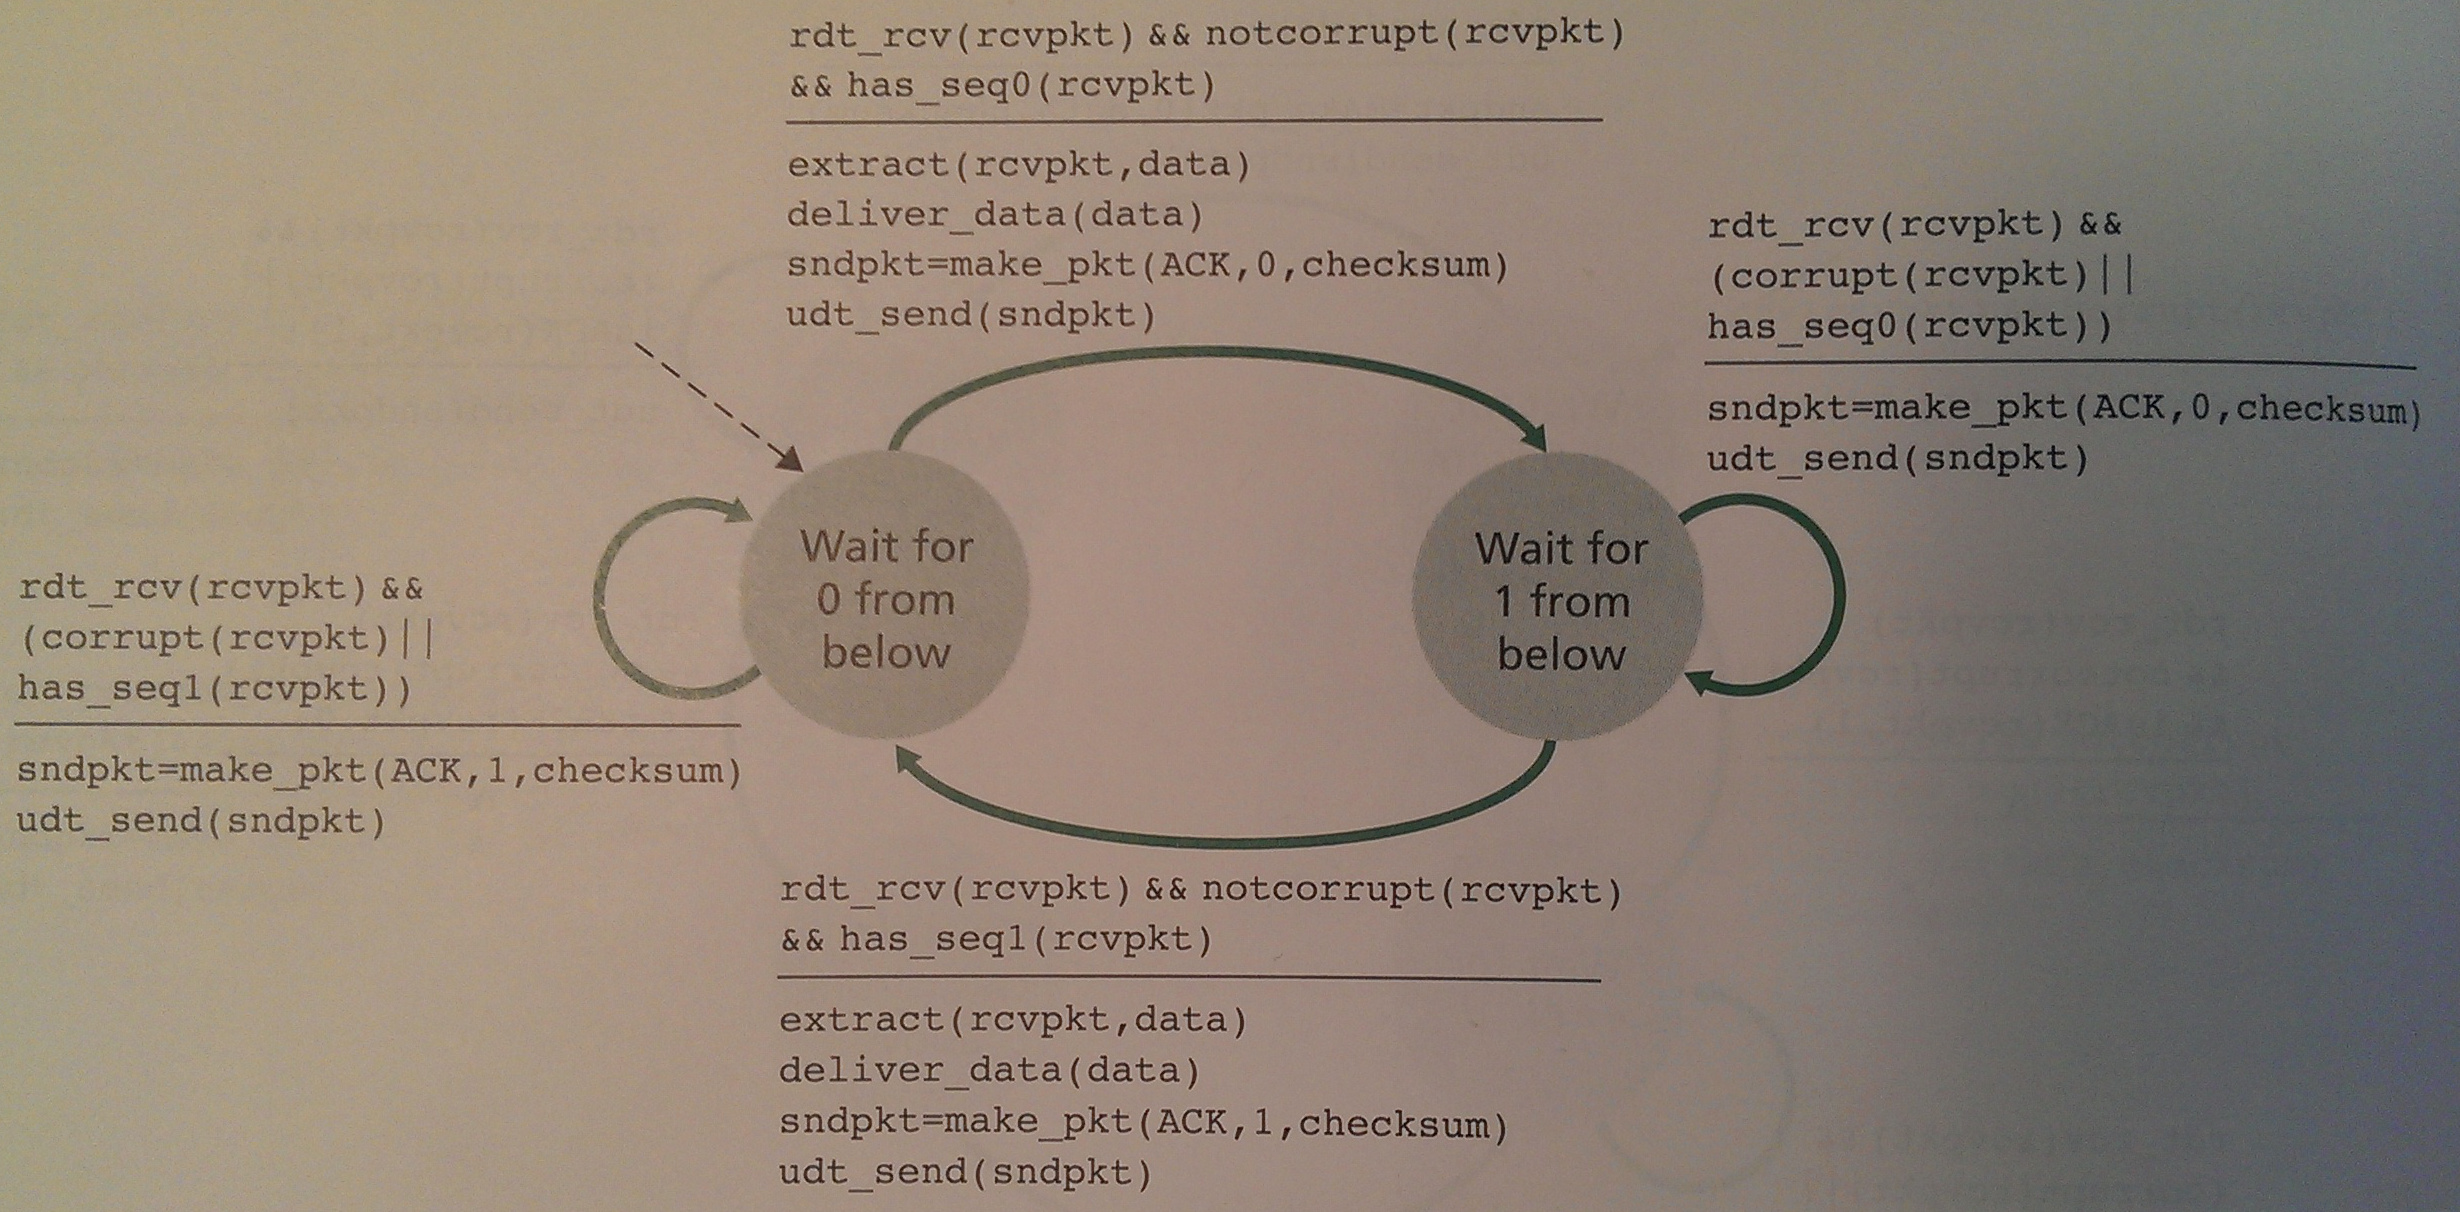 rdt_rcv(rcvpkt) && notcorrupt(rcvpkt)
&& has_seq0(rcvpkt)
extract(rcvpkt,data)
deliver_data(data)
sndpkt=make_pkt(ACK,0,checksum)
udt_send(sndpkt)
rdt_rcv(rcvpkt) &&
(corrupt(rcvpkt)||
has_seq0(rcvpkt))
sndpkt=make_pkt(ACK,0,checksum)
udt_send(sndpkt)
Wait for
0 from
below
Wait for
1 from
below
rdt_rcv(rcvpkt) &&
(corrupt(rcvpkt)||
has_seq1(rcvpkt))
sndpkt=make_pkt(ACK,1,checksum)
udt_send(sndpkt)
rdt_rcv(rcvpkt) && notcorrupt(rcvpkt)
&& has_seq1(rcvpkt)
extract(rcvpkt,data)
deliver_data(data)
sndpkt=make_pkt(ACK,1,checksum)
udt_send(sndpkt)